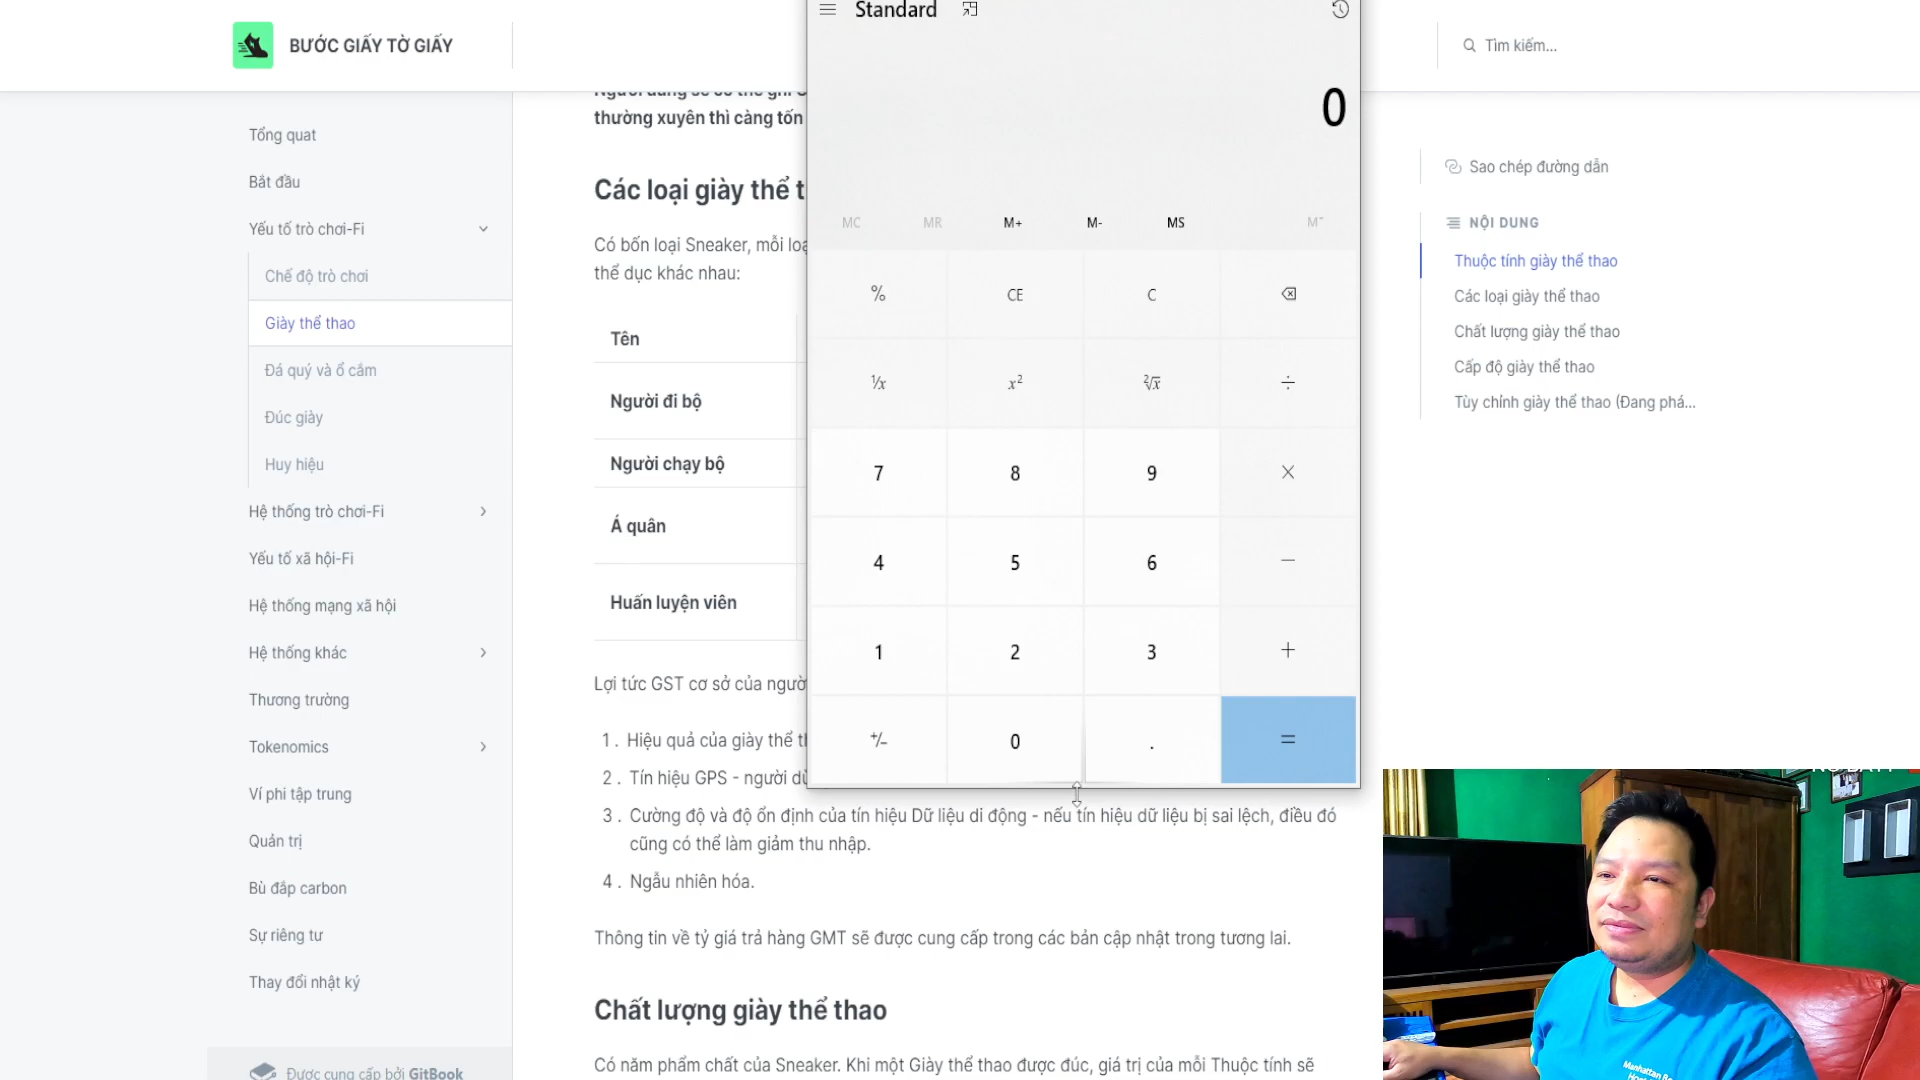 BƯỚC GIẤY TỜ GIẤY
Tìm kiếm...
Tổng quat
Bắt đầu
Yếu tố trò chơi-Fi
Chế độ trò chơi
Giày thể thao
Đá quý và ổ cắm
Đúc giày
Huy hiệu
Hệ thống trò chơi-Fi
Yếu tố xã hội-Fi
Hệ thống mạng xã hội
Hệ thống khác
Thương trường
Tokenomics
Ví phi tập trung
Quản trị
Bù đắp carbon
Sự riêng tư
Thay đổi nhật ký
Được cung cấp bởi GitBook
Người dùng sẽ có thể ghi
thường xuyên thì càng tốn
Các loại giày thể t
Có bốn loại Sneaker, mỗi loạ
thể dục khác nhau:
Tên
Người đi bộ
Người chạy bộ
Á quân
Huấn luyện viên
Lợi tức GST cơ sở của ngườ
1. Hiệu quả của giày thể th
2. Tín hiệu GPS - người dù
3. Cường độ và độ ổn định của tín hiệu Dữ liệu di động - nếu tín hiệu dữ liệu bị sai lệch, điều đó
cũng có thể làm giảm thu nhập.
4. Ngẫu nhiên hóa.
Thông tin về tỷ giá trả hàng GMT sẽ được cung cấp trong các bản cập nhật trong tương lai.
Chất lượng giày thể thao
Có năm phẩm chất của Sneaker. Khi một Giày thể thao được đúc, giá trị của mỗi Thuộc tính sẽ
Standard
0
MC MR M+ M- MS M˅
% CE C
1/x x² ²√x ÷
7 8 9 ×
4 5 6 −
1 2 3 +
+/− 0 . =
Sao chép đường dẫn
NỘI DUNG
Thuộc tính giày thể thao
Các loại giày thể thao
Chất lượng giày thể thao
Cấp độ giày thể thao
Tùy chỉnh giày thể thao (Đang phá...
Manhattan Be